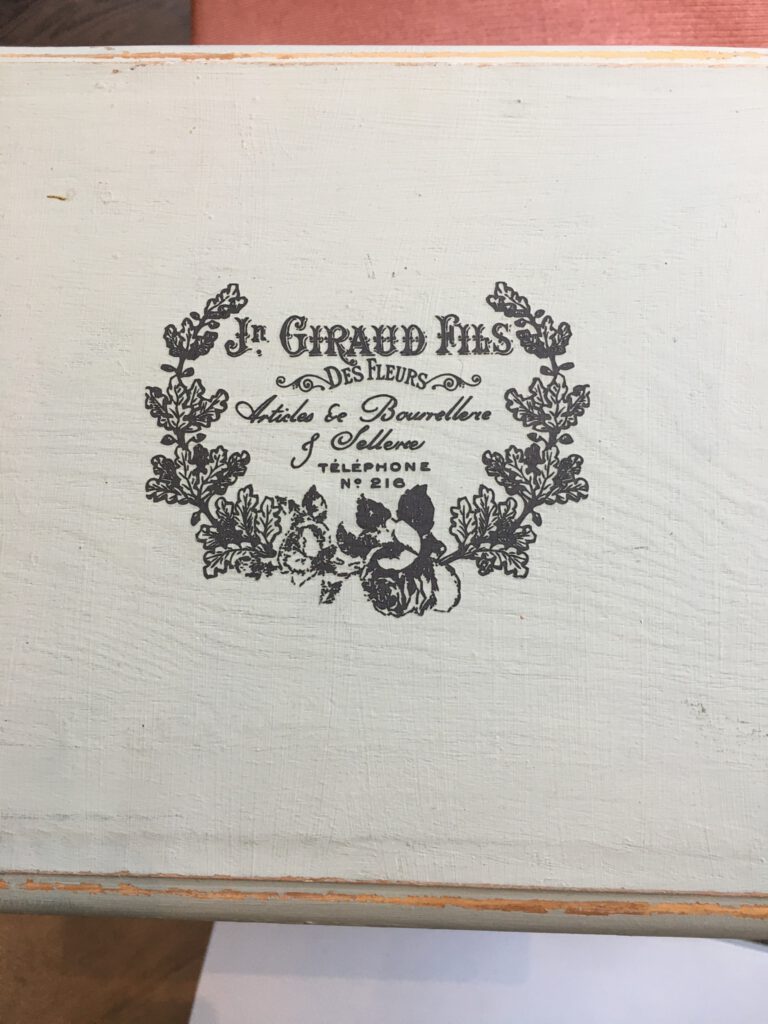 Jn. GIRAUD FILS
DES FLEURS
Articles de Bourrellerie
& Sellerie
TÉLÉPHONE
Nº 216